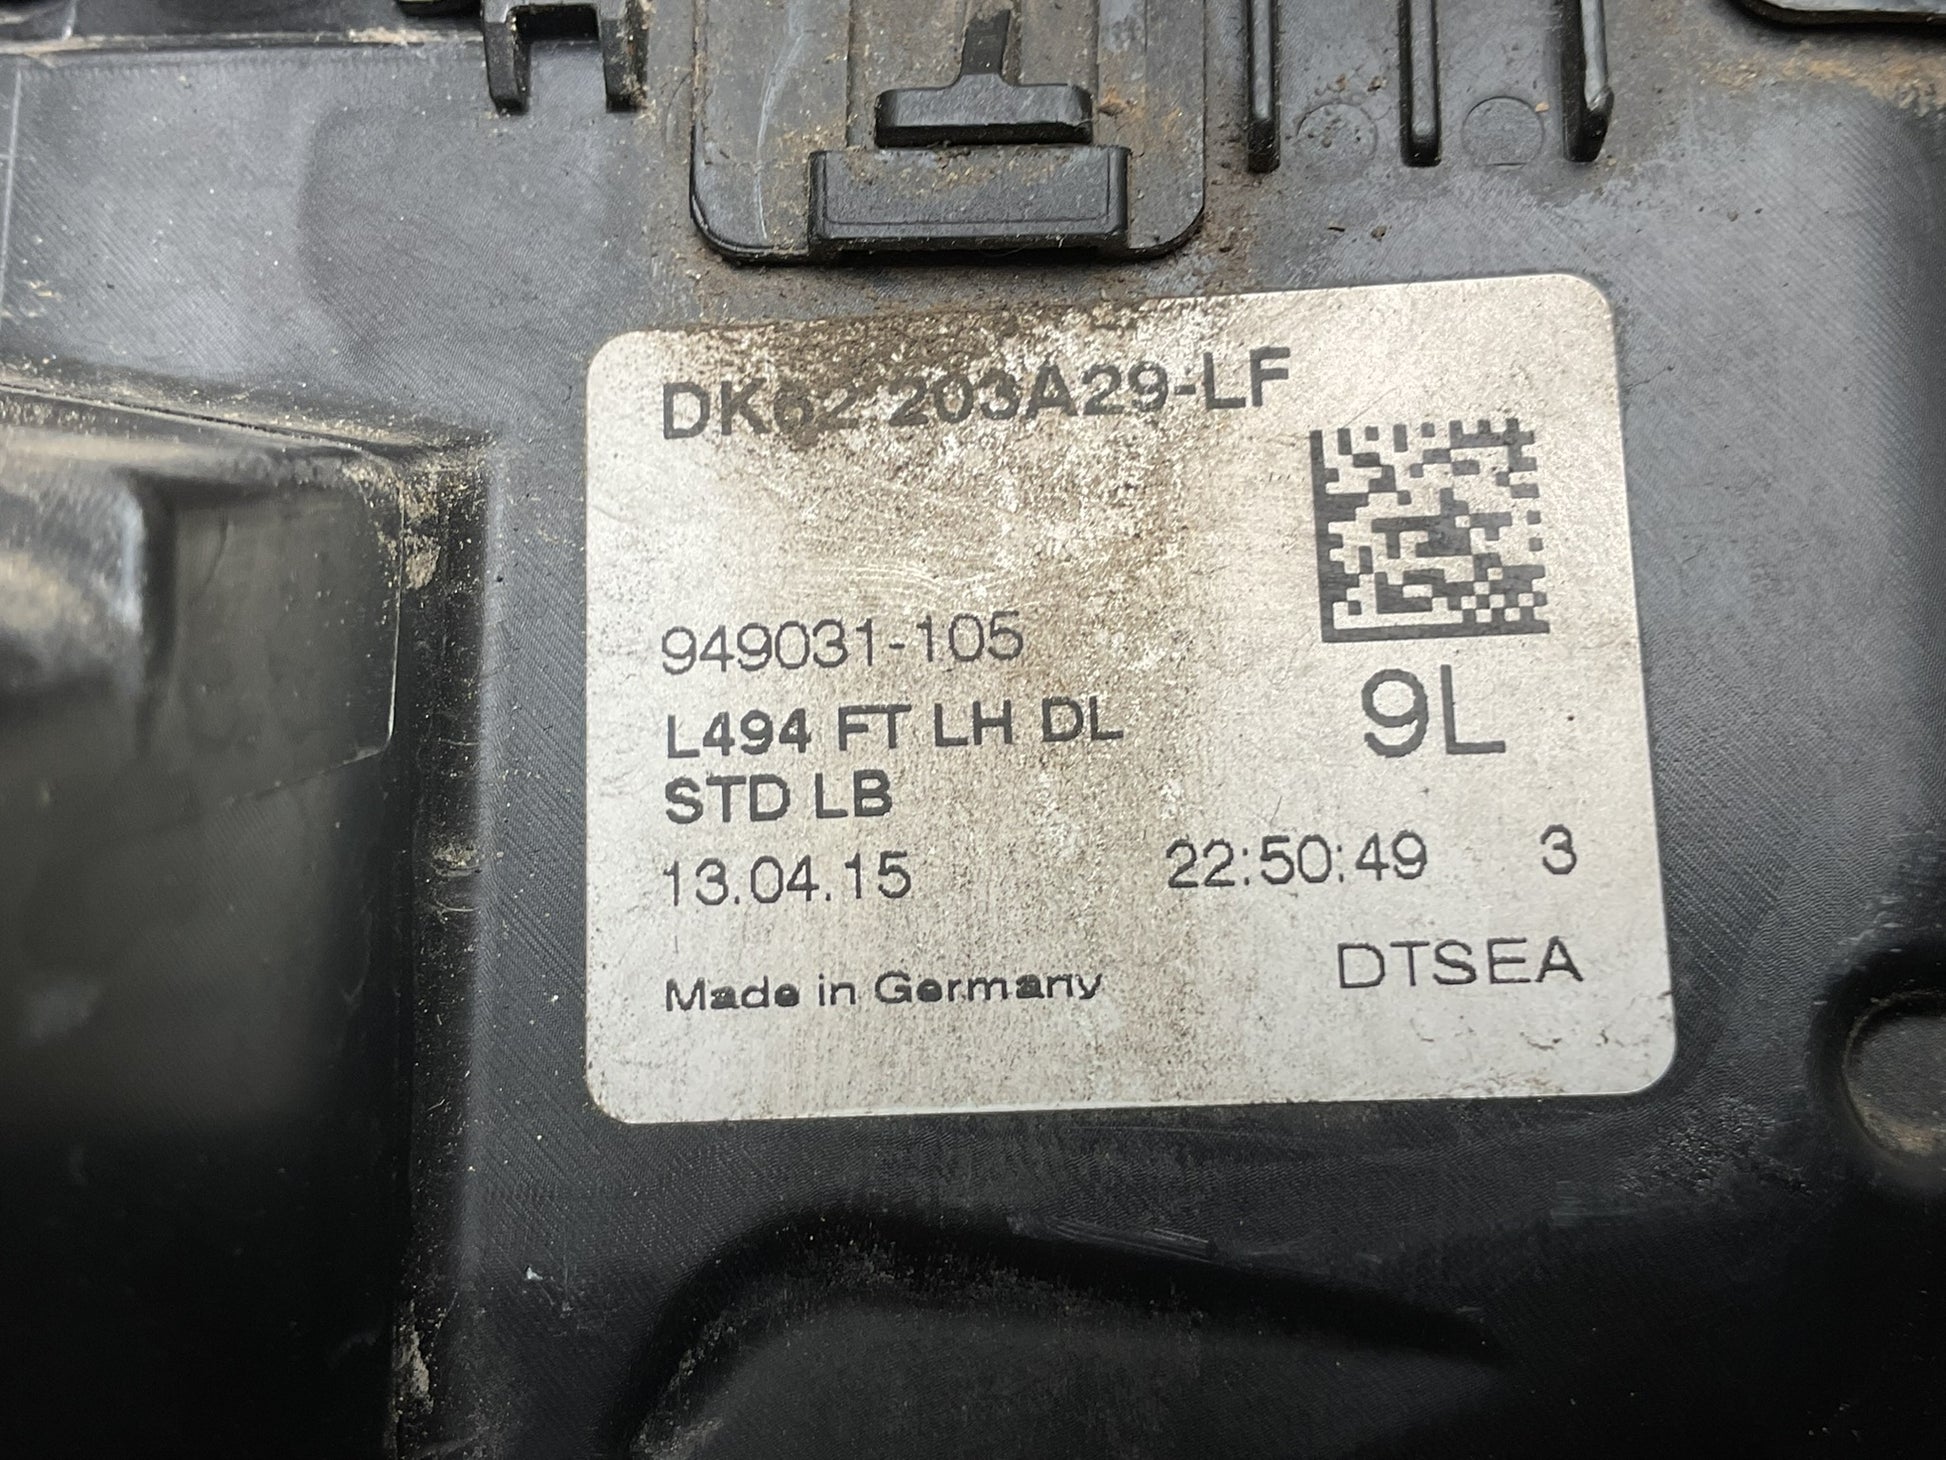 DK62 203A29-LF
949031-105
9L
L494 FT LH DL
STD LB
13.04.15 22:50:49 3
Made in Germany DTSEA